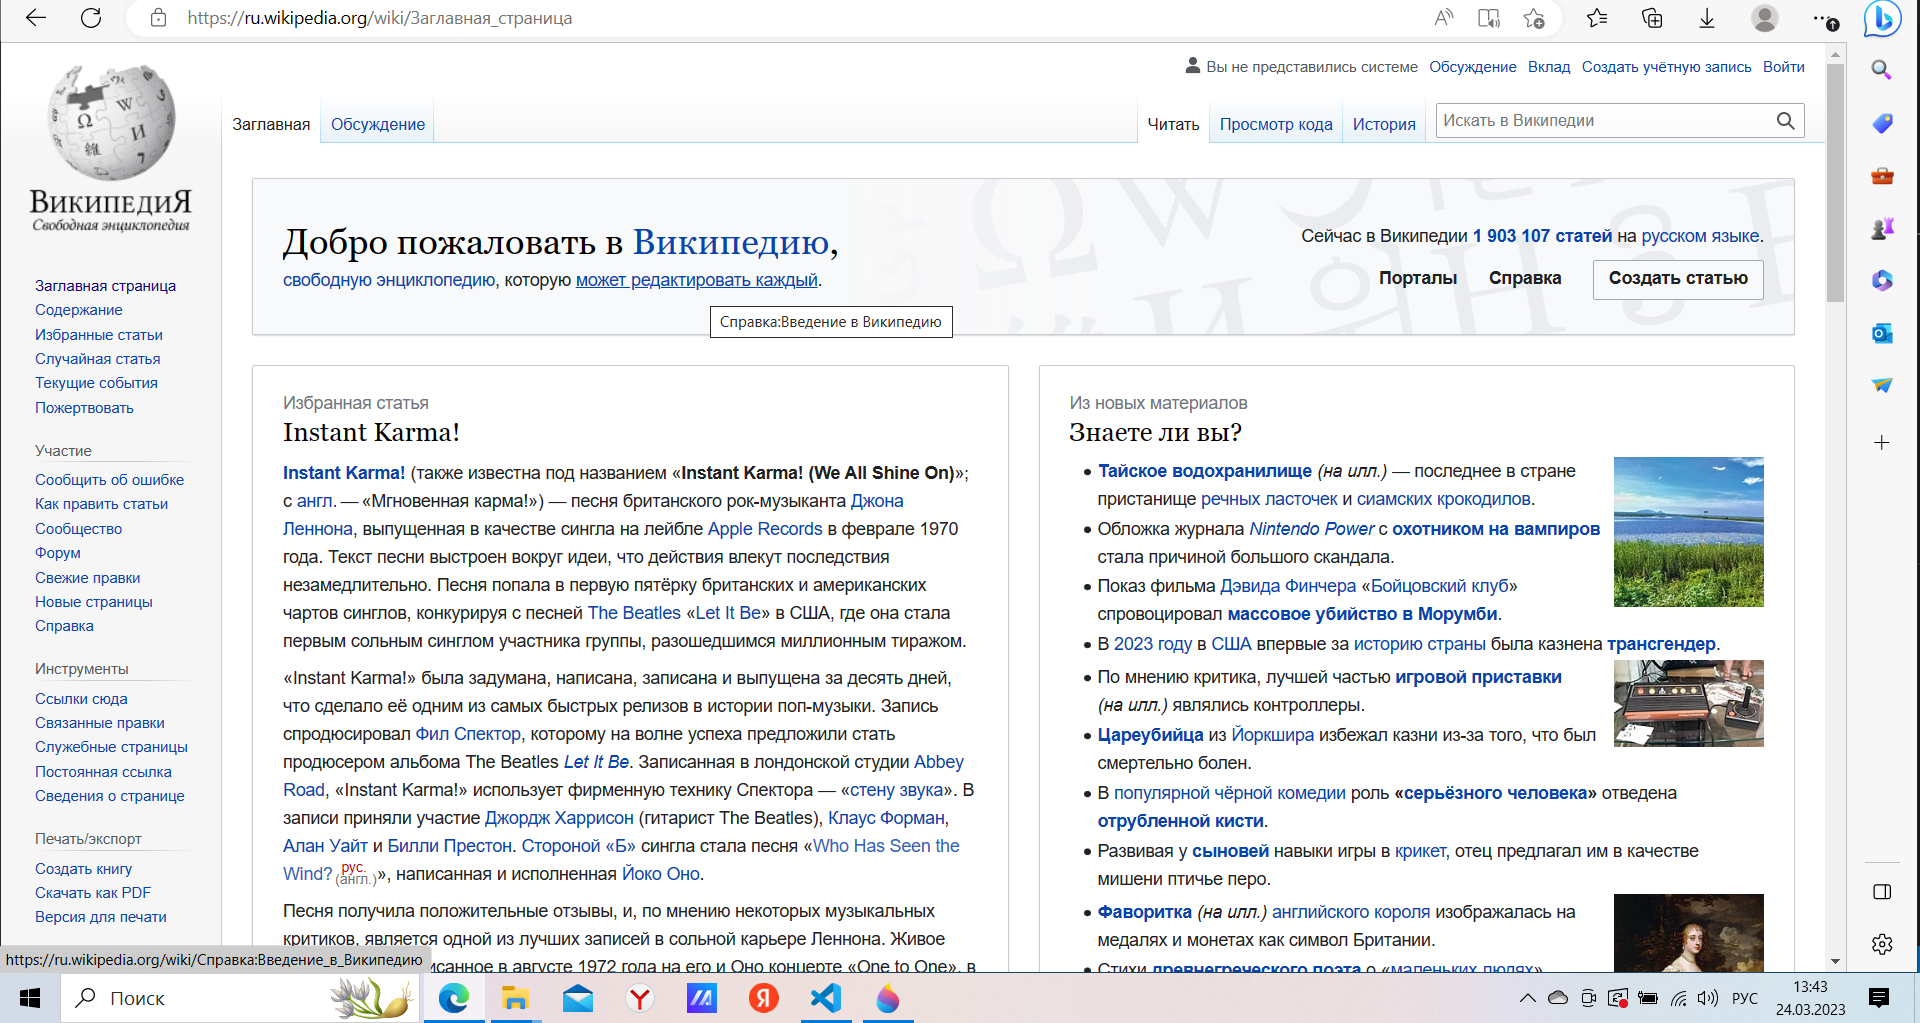 https://ru.wikipedia.org/wiki/Заглавная_страница
Вы не представились системе Обсуждение Вклад Создать учётную запись Войти
Заглавная Обсуждение Читать Просмотр кода История Искать в Википедии
ВикипедиЯ
Свободная энциклопедия
Заглавная страница
Содержание
Избранные статьи
Случайная статья
Текущие события
Пожертвовать
Участие
Сообщить об ошибке
Как править статьи
Сообщество
Форум
Свежие правки
Новые страницы
Справка
Инструменты
Ссылки сюда
Связанные правки
Служебные страницы
Постоянная ссылка
Сведения о странице
Печать/экспорт
Создать книгу
Скачать как PDF
Версия для печати
Добро пожаловать в Википедию,
свободную энциклопедию, которую может редактировать каждый.
Справка:Введение в Википедию
Сейчас в Википедии 1 903 107 статей на русском языке.
Порталы Справка Создать статью
Избранная статья
Instant Karma!
Instant Karma! (также известна под названием «Instant Karma! (We All Shine On)»;
с англ. — «Мгновенная карма!») — песня британского рок-музыканта Джона
Леннона, выпущенная в качестве сингла на лейбле Apple Records в феврале 1970
года. Текст песни выстроен вокруг идеи, что действия влекут последствия
незамедлительно. Песня попала в первую пятёрку британских и американских
чартов синглов, конкурируя с песней The Beatles «Let It Be» в США, где она стала
первым сольным синглом участника группы, разошедшимся миллионным тиражом.
«Instant Karma!» была задумана, написана, записана и выпущена за десять дней,
что сделало её одним из самых быстрых релизов в истории поп-музыки. Запись
спродюсировал Фил Спектор, которому на волне успеха предложили стать
продюсером альбома The Beatles Let It Be. Записанная в лондонской студии Abbey
Road, «Instant Karma!» использует фирменную технику Спектора — «стену звука». В
записи приняли участие Джордж Харрисон (гитарист The Beatles), Клаус Форман,
Алан Уайт и Билли Престон. Стороной «Б» сингла стала песня «Who Has Seen the
Wind? рус. (англ.)», написанная и исполненная Йоко Оно.
Песня получила положительные отзывы, и, по мнению некоторых музыкальных
критиков, является одной из лучших записей в сольной карьере Леннона. Живое
исанное в августе 1972 года на его и Оно концерте «One to One», в
Из новых материалов
Знаете ли вы?
Тайское водохранилище (на илл.) — последнее в стране
пристанище речных ласточек и сиамских крокодилов.
Обложка журнала Nintendo Power с охотником на вампиров
стала причиной большого скандала.
Показ фильма Дэвида Финчера «Бойцовский клуб»
спровоцировал массовое убийство в Морумби.
В 2023 году в США впервые за историю страны была казнена трансгендер.
По мнению критика, лучшей частью игровой приставки
(на илл.) являлись контроллеры.
Цареубийца из Йоркшира избежал казни из-за того, что был
смертельно болен.
В популярной чёрной комедии роль «серьёзного человека» отведена
отрубленной кисти.
Развивая у сыновей навыки игры в крикет, отец предлагал им в качестве
мишени птичье перо.
Фаворитка (на илл.) английского короля изображалась на
медалях и монетах как символ Британии.
Стихи древнегреческого поэта о «маленьких людях»
https://ru.wikipedia.org/wiki/Справка:Введение_в_Википедию
Поиск
РУС
13:43
24.03.2023